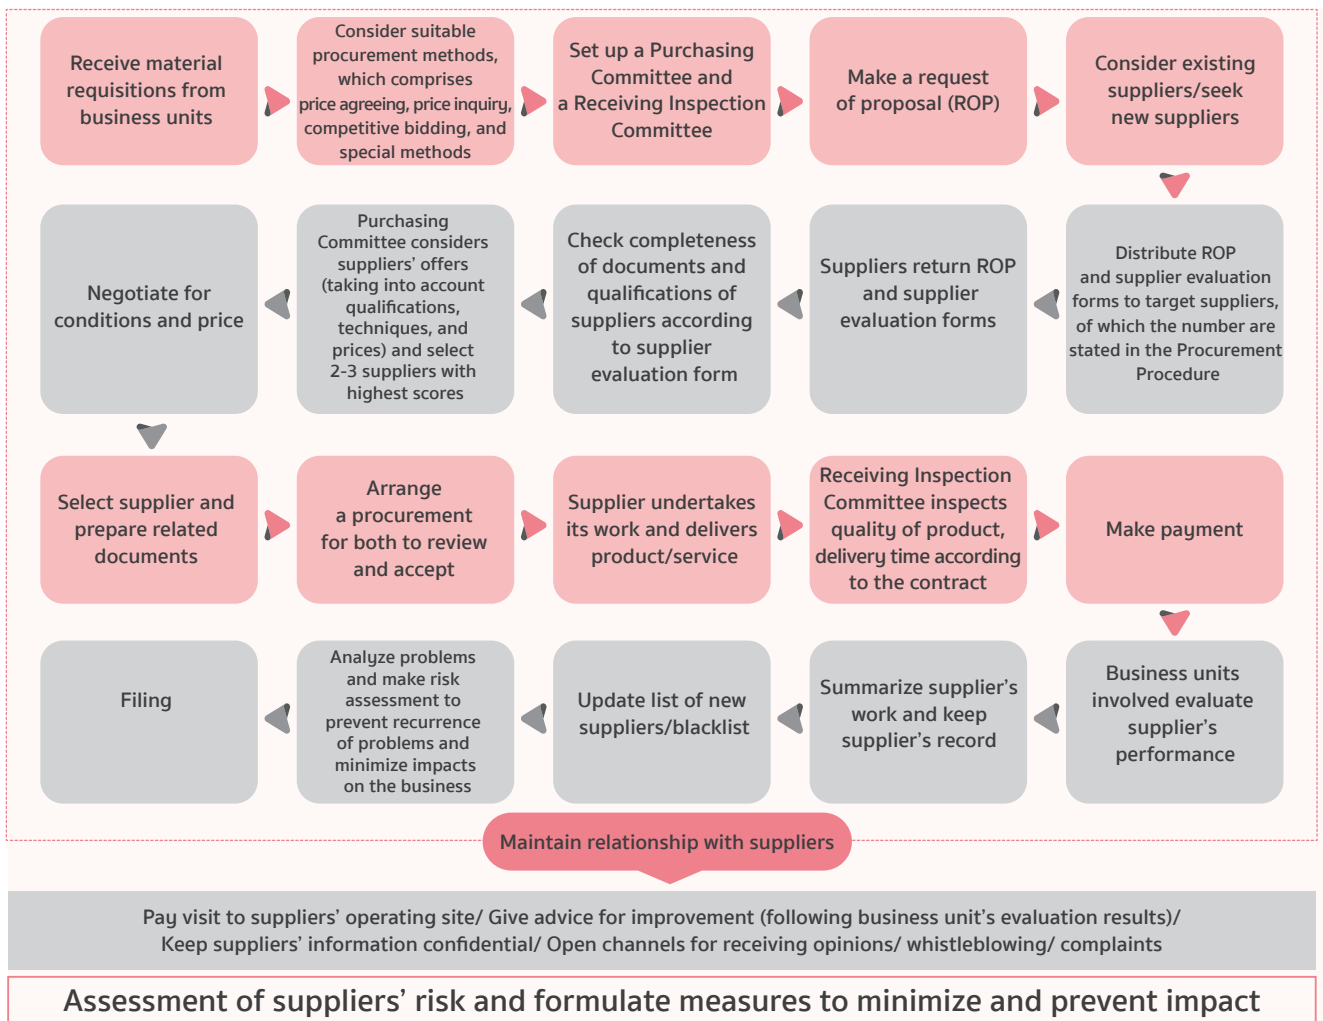 Receive material
requisitions from
business units
Consider suitable
procurement methods,
which comprises
price agreeing, price inquiry,
competitive bidding, and
special methods
Set up a Purchasing
Committee and
a Receiving Inspection
Committee
Make a request
of proposal (ROP)
Consider existing
suppliers/seek
new suppliers
Distribute ROP
and supplier evaluation
forms to target suppliers,
of which the number are
stated in the Procurement
Procedure
Suppliers return ROP
and supplier
evaluation forms
Check completeness
of documents and
qualifications of
suppliers according
to supplier
evaluation form
Purchasing
Committee considers
suppliers’ offers
(taking into account
qualifications,
techniques, and
prices) and select
2-3 suppliers with
highest scores
Negotiate for
conditions and price
Select supplier and
prepare related
documents
Arrange
a procurement
for both to review
and accept
Supplier undertakes
its work and delivers
product/service
Receiving Inspection
Committee inspects
quality of product,
delivery time according
to the contract
Make payment
Business units
involved evaluate
supplier’s
performance
Summarize supplier’s
work and keep
supplier’s record
Update list of new
suppliers/blacklist
Analyze problems
and make risk
assessment to
prevent recurrence
of problems and
minimize impacts
on the business
Filing
Maintain relationship with suppliers
Pay visit to suppliers’ operating site/ Give advice for improvement (following business unit’s evaluation results)/
Keep suppliers’ information confidential/ Open channels for receiving opinions/ whistleblowing/ complaints
Assessment of suppliers’ risk and formulate measures to minimize and prevent impact